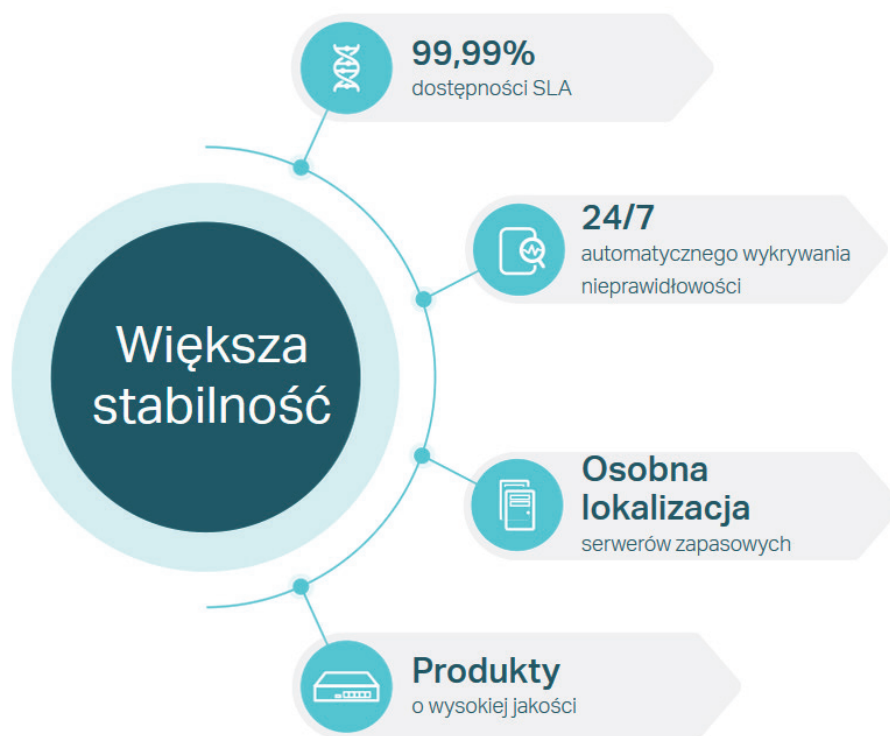 99,99%
dostępności SLA
24/7
automatycznego wykrywania
nieprawidłowości
Większa
stabilność
Osobna
lokalizacja
serwerów zapasowych
Produkty
o wysokiej jakości